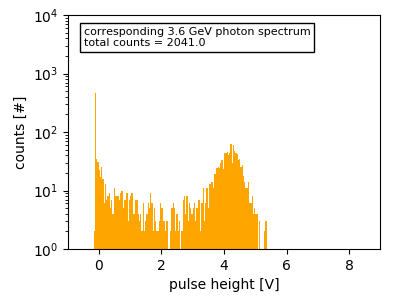 10⁴
corresponding 3.6 GeV photon spectrum
total counts = 2041.0
10³
10²
10¹
10⁰
counts [#]
0 2 4 6 8
pulse height [V]